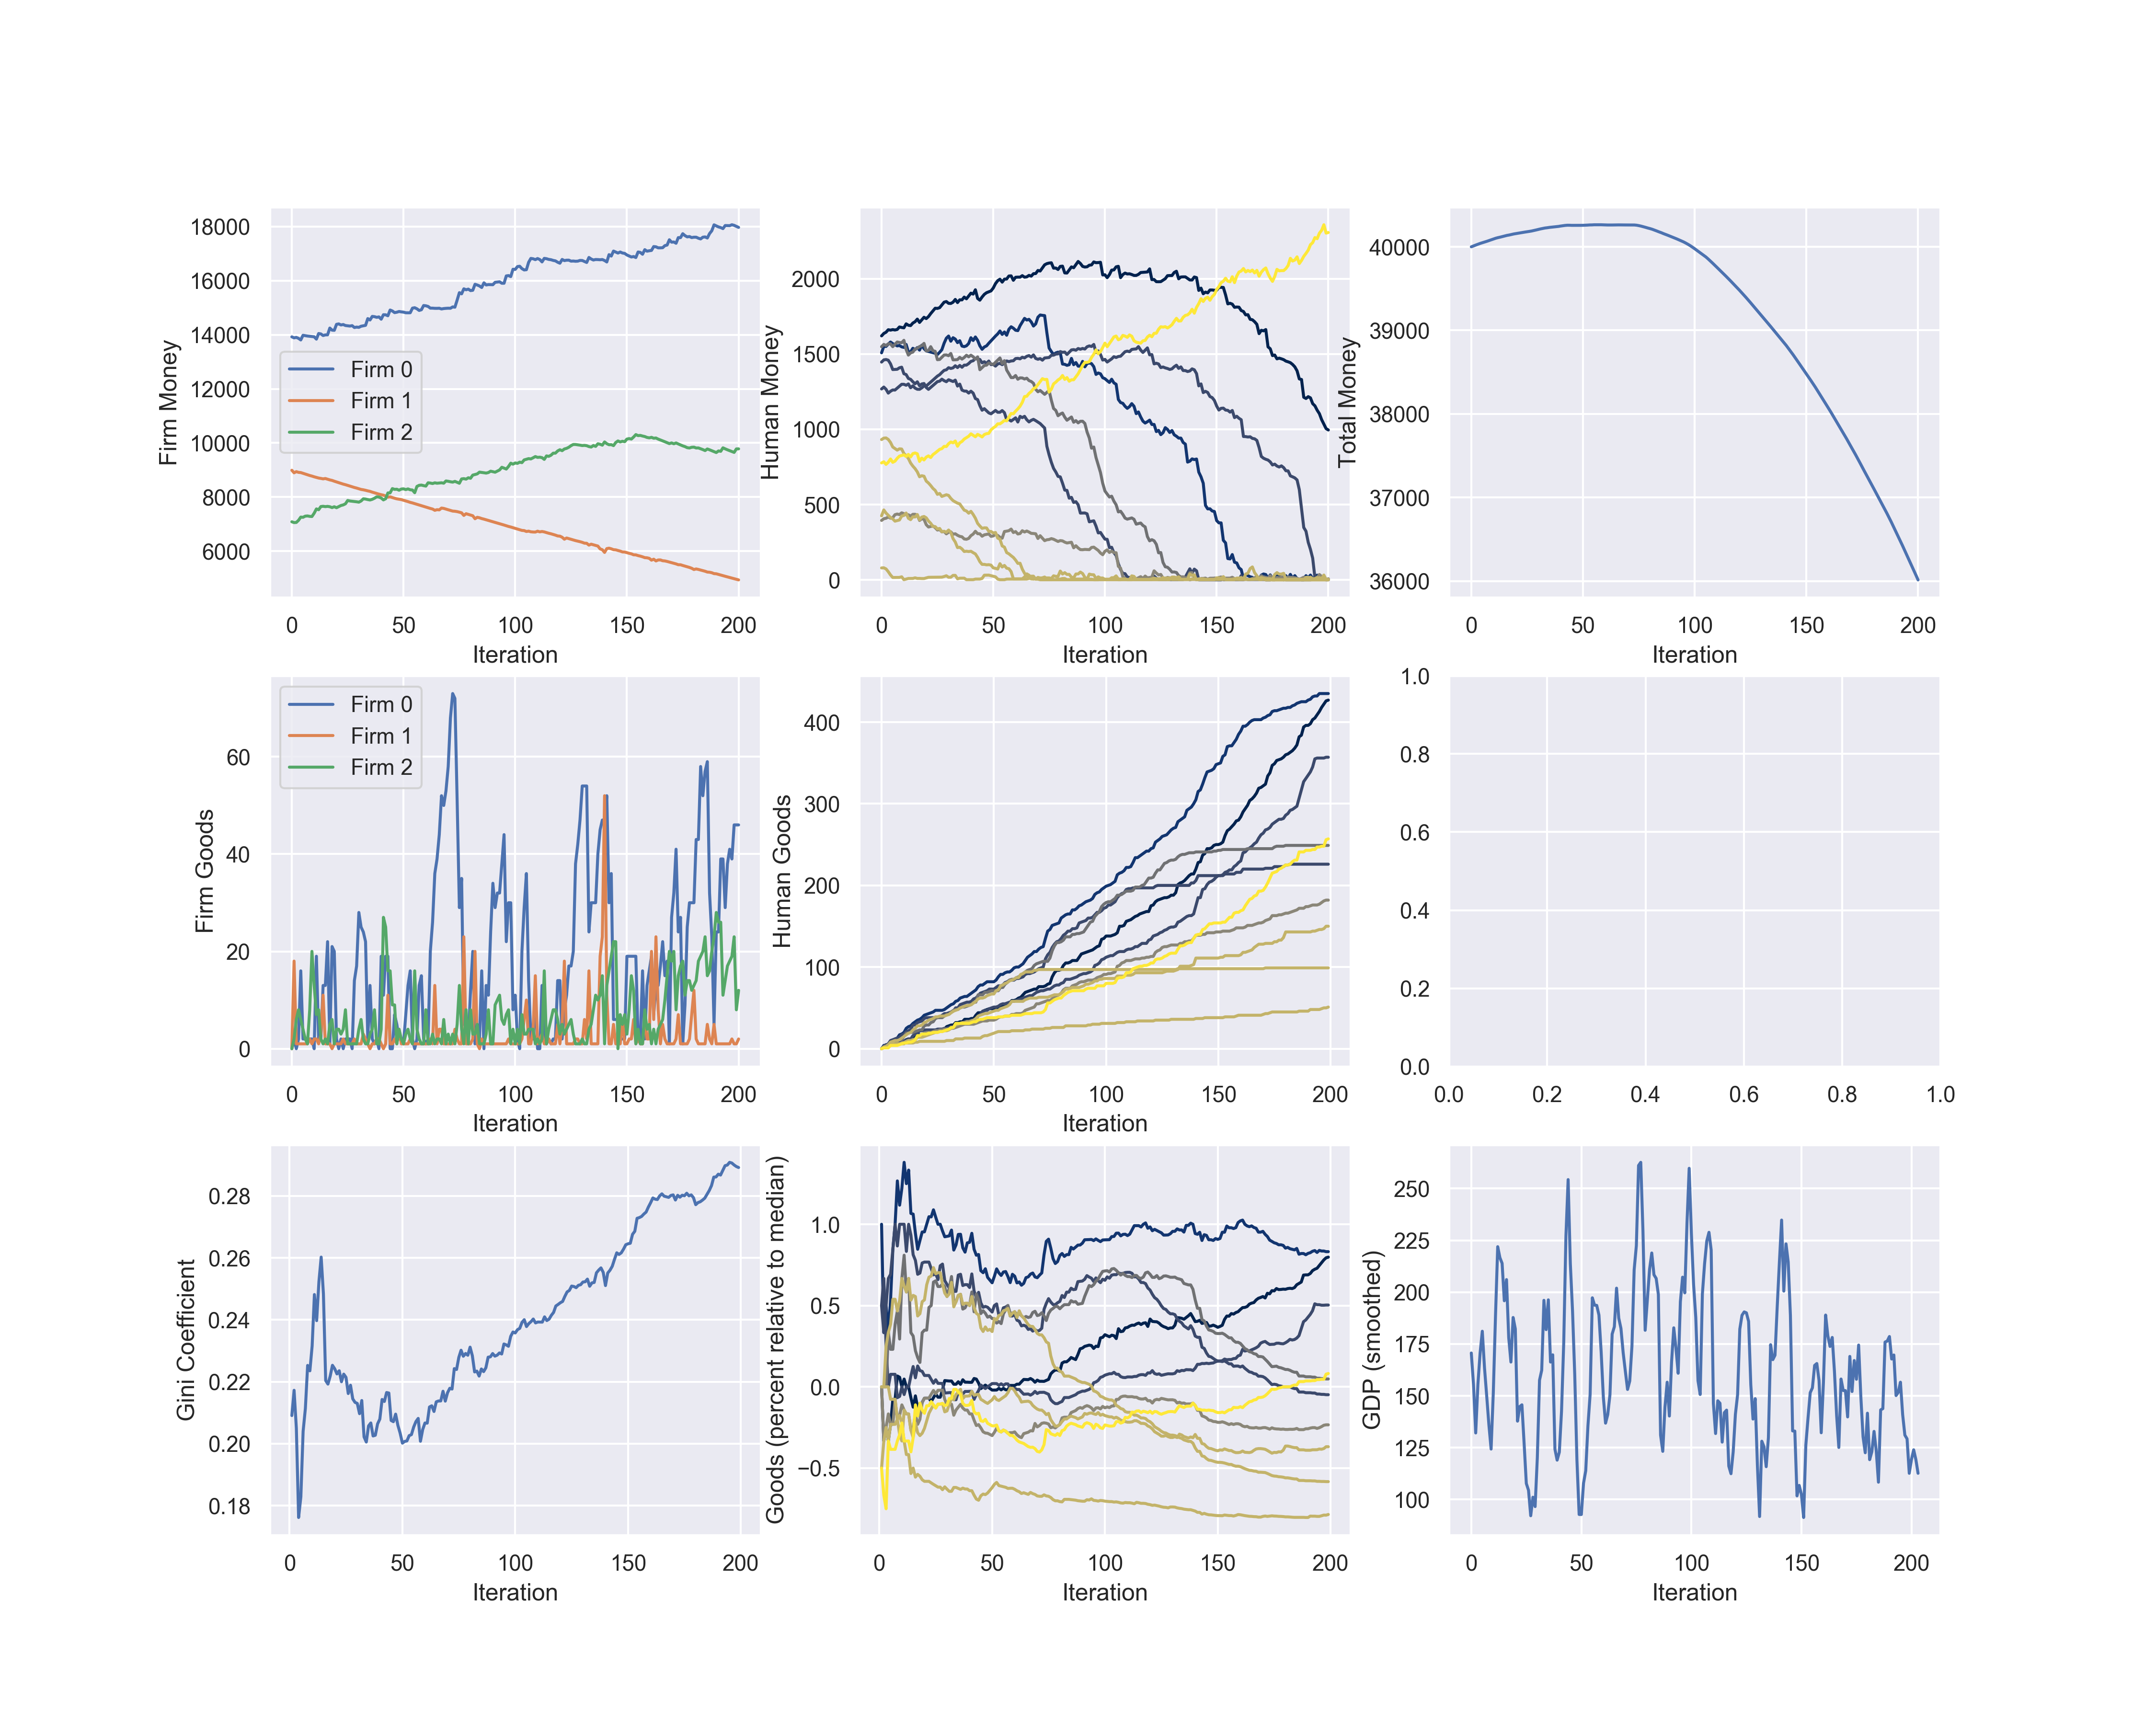 18000
16000
14000
12000
10000
8000
6000
Firm Money
Firm 0
Firm 1
Firm 2
0 50 100 150 200
Iteration
2000
1500
1000
500
0
Human Money
0 50 100 150 200
Iteration
40000
39000
38000
37000
36000
Total Money
0 50 100 150 200
Iteration
60
40
20
0
Firm Goods
Firm 0
Firm 1
Firm 2
0 50 100 150 200
Iteration
400
300
200
100
0
Human Goods
0 50 100 150 200
Iteration
1.0
0.8
0.6
0.4
0.2
0.0
0.0 0.2 0.4 0.6 0.8 1.0
0.28
0.26
0.24
0.22
0.20
0.18
Gini Coefficient
0 50 100 150 200
Iteration
1.0
0.5
0.0
−0.5
Goods (percent relative to median)
0 50 100 150 200
Iteration
250
225
200
175
150
125
100
GDP (smoothed)
0 50 100 150 200
Iteration